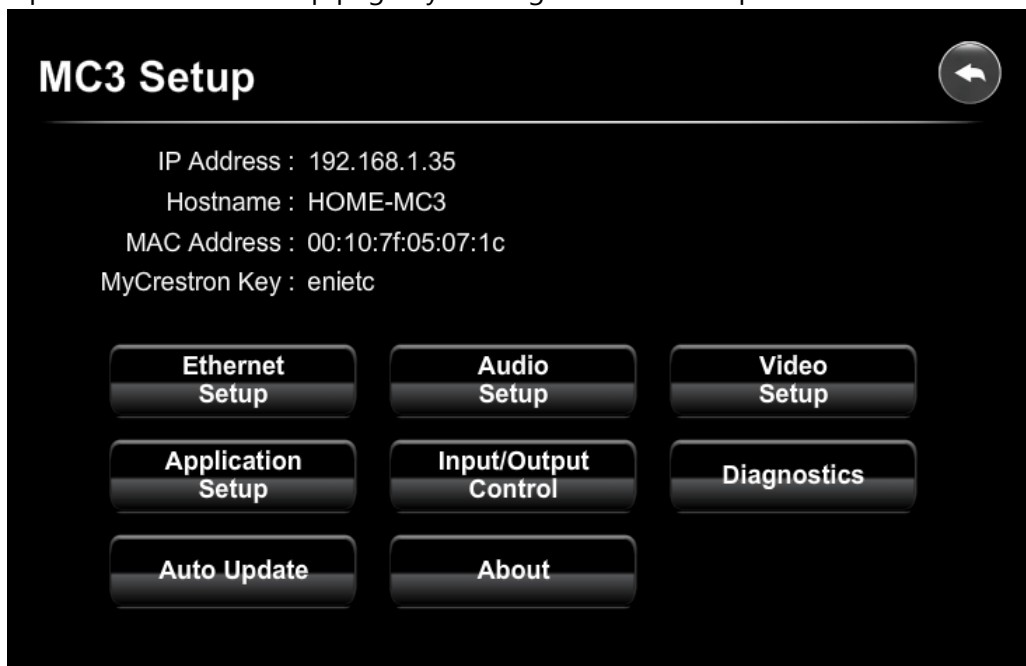 MC3 Setup
IP Address : 192.168.1.35
Hostname : HOME-MC3
MAC Address : 00:10:7f:05:07:1c
MyCrestron Key : enietc
Ethernet
Setup
Audio
Setup
Video
Setup
Application
Setup
Input/Output
Control
Diagnostics
Auto Update
About